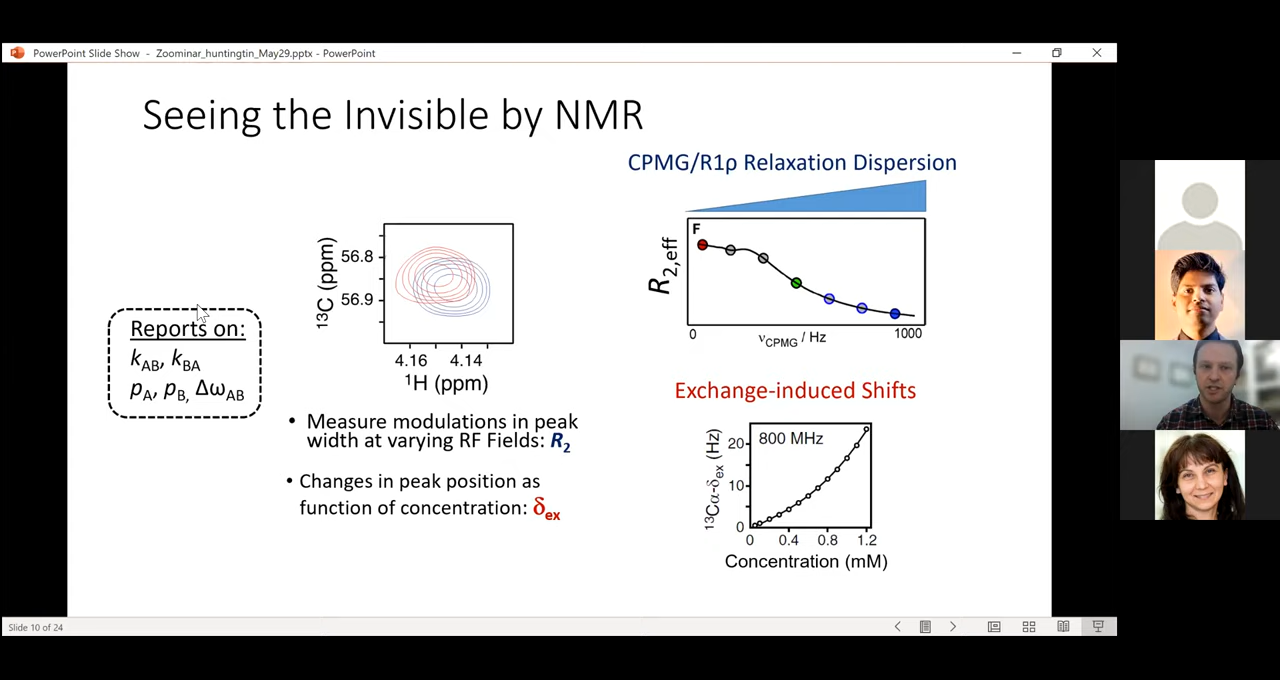 PowerPoint Slide Show - Zoominar_huntingtin_May29.pptx - PowerPoint
Seeing the Invisible by NMR
CPMG/R1ρ Relaxation Dispersion
F
R2,eff
0
1000
νCPMG / Hz
13C (ppm)
56.8
56.9
4.16
4.14
1H (ppm)
Reports on:
kAB, kBA
pA, pB, ΔωAB
• Measure modulations in peak
width at varying RF Fields: R2
• Changes in peak position as
function of concentration: δex
Exchange-induced Shifts
800 MHz
13Cα-δex (Hz)
20
10
0
0
0.4
0.8
1.2
Concentration (mM)
Slide 10 of 24